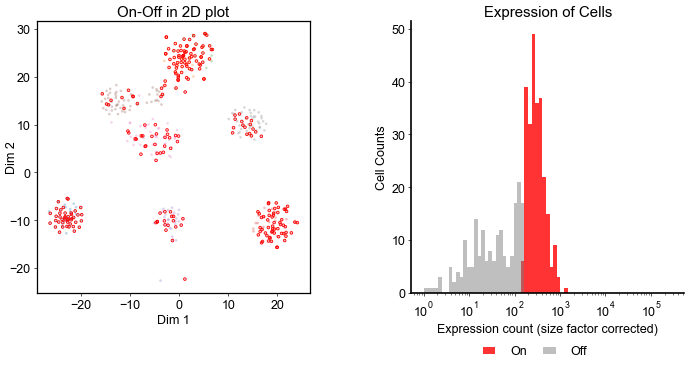 On-Off in 2D plot
30
20
10
0
−10
−20
−20 −10 0 10 20
Dim 1
Dim 2
Expression of Cells
50
40
30
20
10
0
10^0 10^1 10^2 10^3 10^4 10^5
Cell Counts
Expression count (size factor corrected)
On Off